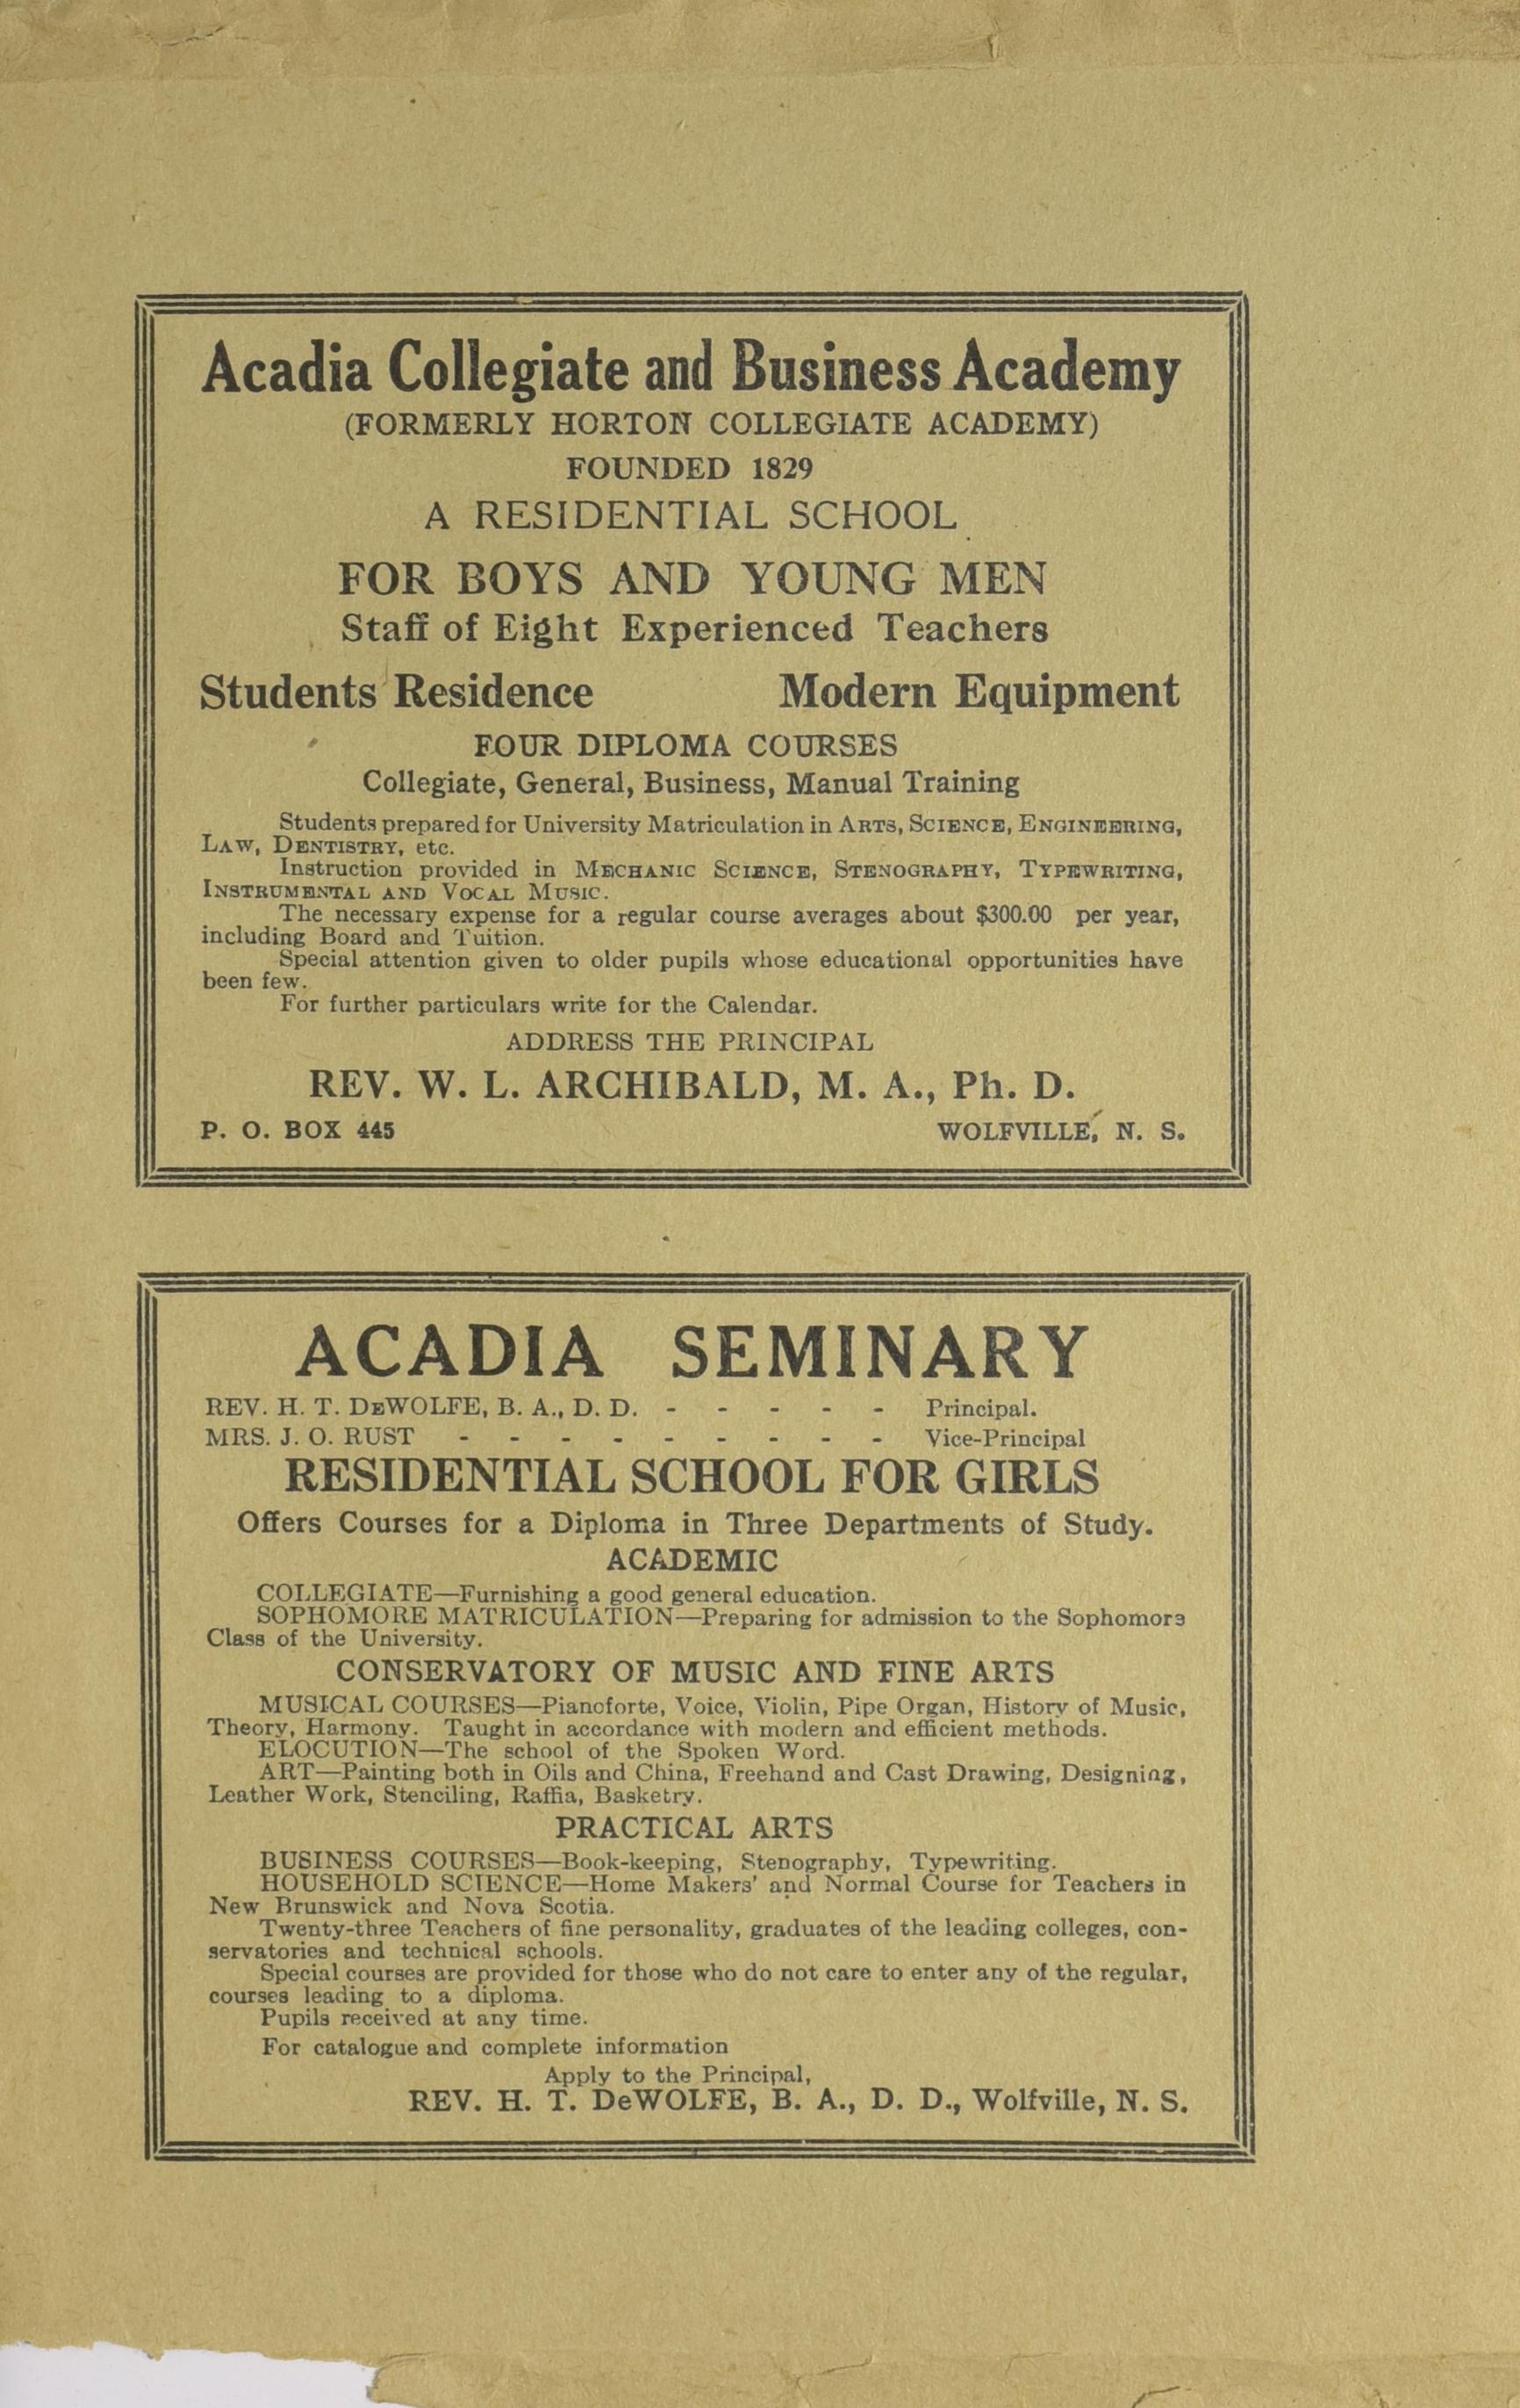 Acadia Collegiate and Business Academy
(FORMERLY HORTON COLLEGIATE ACADEMY)
FOUNDED 1829
A RESIDENTIAL SCHOOL
FOR BOYS AND YOUNG MEN
Staff of Eight Experienced Teachers
Students Residence Modern Equipment
FOUR DIPLOMA COURSES
Collegiate, General, Business, Manual Training
Students prepared for University Matriculation in ARTS, SCIENCE, ENGINEERING,
LAW, DENTISTRY, etc.
Instruction provided in MECHANIC SCIENCE, STENOGRAPHY, TYPEWRITING,
INSTRUMENTAL AND VOCAL MUSIC.
The necessary expense for a regular course averages about $300.00 per year,
including Board and Tuition.
Special attention given to older pupils whose educational opportunities have
been few.
For further particulars write for the Calendar.
ADDRESS THE PRINCIPAL
REV. W. L. ARCHIBALD, M. A., Ph. D.
P. O. BOX 445 WOLFVILLE, N. S.
ACADIA SEMINARY
REV. H. T. DEWOLFE, B. A., D. D. - - - - - Principal.
MRS. J. O. RUST - - - - - - - - - Vice-Principal
RESIDENTIAL SCHOOL FOR GIRLS
Offers Courses for a Diploma in Three Departments of Study.
ACADEMIC
COLLEGIATE—Furnishing a good general education.
SOPHOMORE MATRICULATION—Preparing for admission to the Sophomore
Class of the University.
CONSERVATORY OF MUSIC AND FINE ARTS
MUSICAL COURSES—Pianoforte, Voice, Violin, Pipe Organ, History of Music,
Theory, Harmony. Taught in accordance with modern and efficient methods.
ELOCUTION—The school of the Spoken Word.
ART—Painting both in Oils and China, Freehand and Cast Drawing, Designing,
Leather Work, Stenciling, Raffia, Basketry.
PRACTICAL ARTS
BUSINESS COURSES—Book-keeping, Stenography, Typewriting.
HOUSEHOLD SCIENCE—Home Makers' and Normal Course for Teachers in
New Brunswick and Nova Scotia.
Twenty-three Teachers of fine personality, graduates of the leading colleges, con-
servatories and technical schools.
Special courses are provided for those who do not care to enter any of the regular,
courses leading to a diploma.
Pupils received at any time.
For catalogue and complete information
Apply to the Principal,
REV. H. T. DeWOLFE, B. A., D. D., Wolfville, N. S.